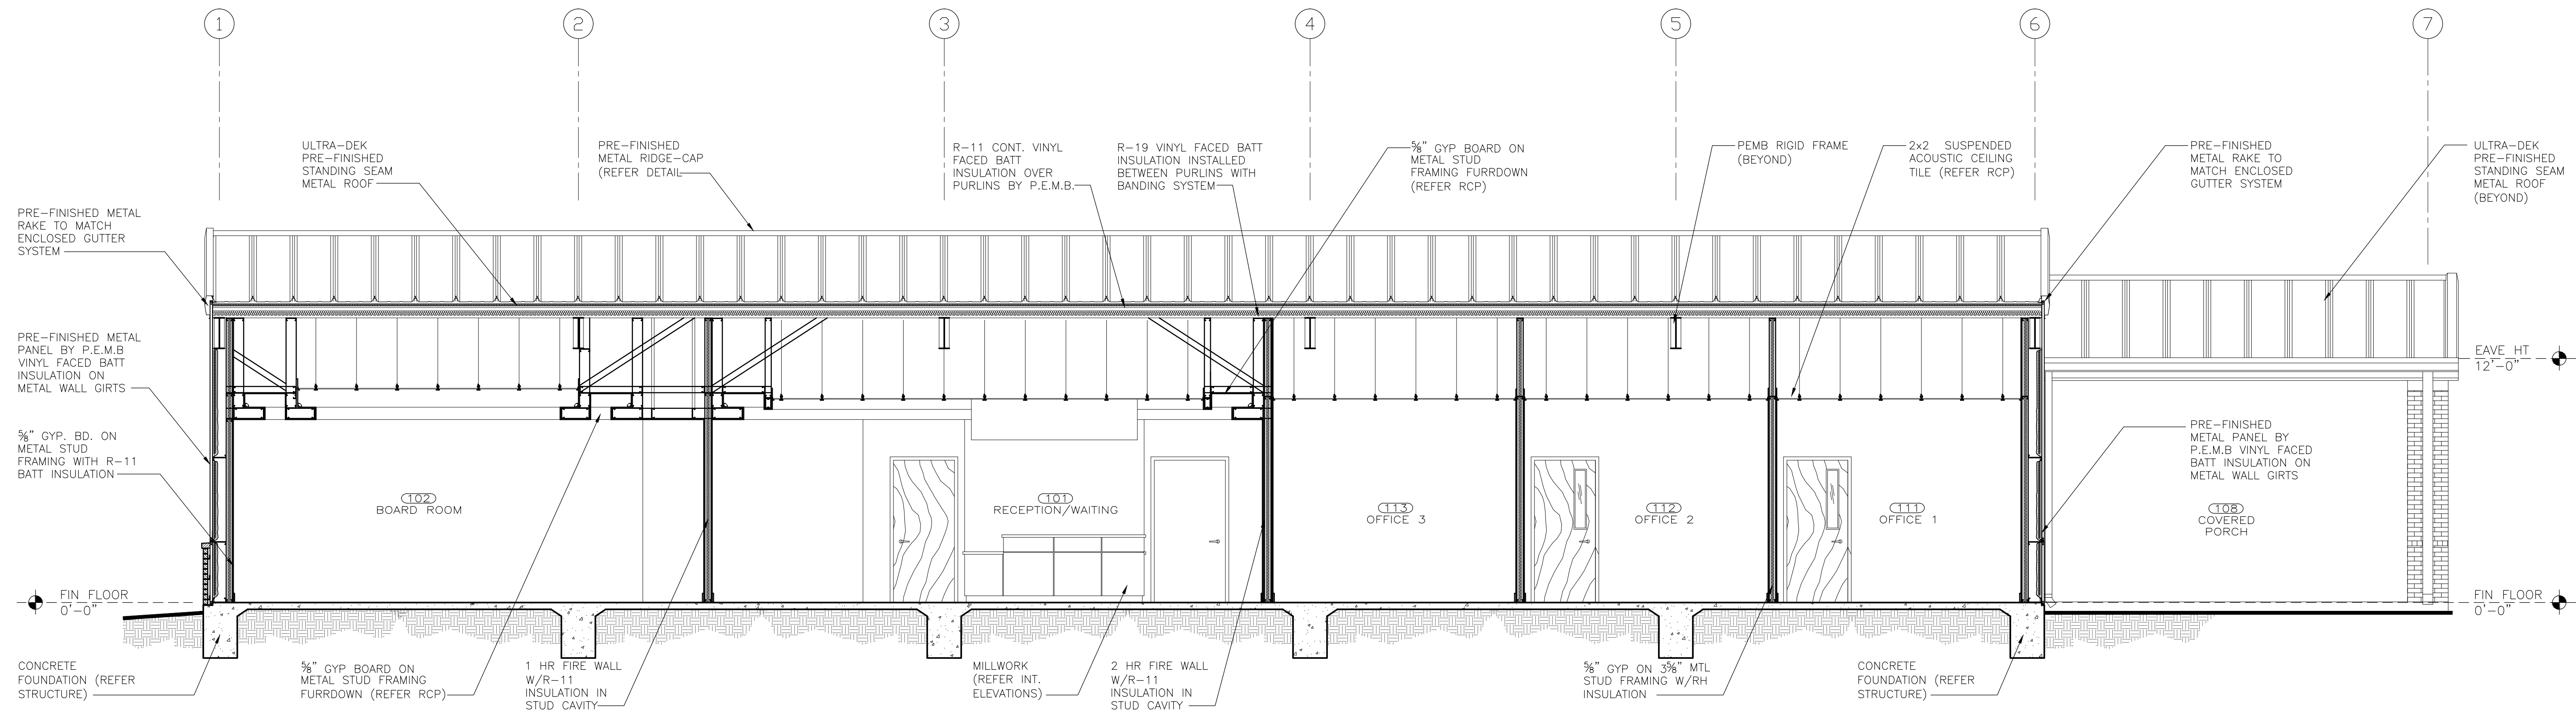 1
2
3
4
5
6
7
ULTRA-DEK
PRE-FINISHED
STANDING SEAM
METAL ROOF
PRE-FINISHED
METAL RIDGE-CAP
(REFER DETAIL
R-11 CONT. VINYL
FACED BATT
INSULATION OVER
PURLINS BY P.E.M.B.
R-19 VINYL FACED BATT
INSULATION INSTALLED
BETWEEN PURLINS WITH
BANDING SYSTEM
⅝" GYP BOARD ON
METAL STUD
FRAMING FURRDOWN
(REFER RCP)
PEMB RIGID FRAME
(BEYOND)
2x2 SUSPENDED
ACOUSTIC CEILING
TILE (REFER RCP)
PRE-FINISHED
METAL RAKE TO
MATCH ENCLOSED
GUTTER SYSTEM
ULTRA-DEK
PRE-FINISHED
STANDING SEAM
METAL ROOF
(BEYOND)
PRE-FINISHED METAL
RAKE TO MATCH
ENCLOSED GUTTER
SYSTEM
PRE-FINISHED METAL
PANEL BY P.E.M.B
VINYL FACED BATT
INSULATION ON
METAL WALL GIRTS
⅝" GYP. BD. ON
METAL STUD
FRAMING WITH R-11
BATT INSULATION
EAVE HT
12'-0"
PRE-FINISHED
METAL PANEL BY
P.E.M.B VINYL FACED
BATT INSULATION ON
METAL WALL GIRTS
102
BOARD ROOM
101
RECEPTION/WAITING
113
OFFICE 3
112
OFFICE 2
111
OFFICE 1
108
COVERED
PORCH
FIN FLOOR
0'-0"
FIN FLOOR
0'-0"
CONCRETE
FOUNDATION (REFER
STRUCTURE)
⅝" GYP BOARD ON
METAL STUD FRAMING
FURRDOWN (REFER RCP)
1 HR FIRE WALL
W/R-11
INSULATION IN
STUD CAVITY
MILLWORK
(REFER INT.
ELEVATIONS)
2 HR FIRE WALL
W/R-11
INSULATION IN
STUD CAVITY
⅝" GYP ON 3⅝" MTL
STUD FRAMING W/RH
INSULATION
CONCRETE
FOUNDATION (REFER
STRUCTURE)